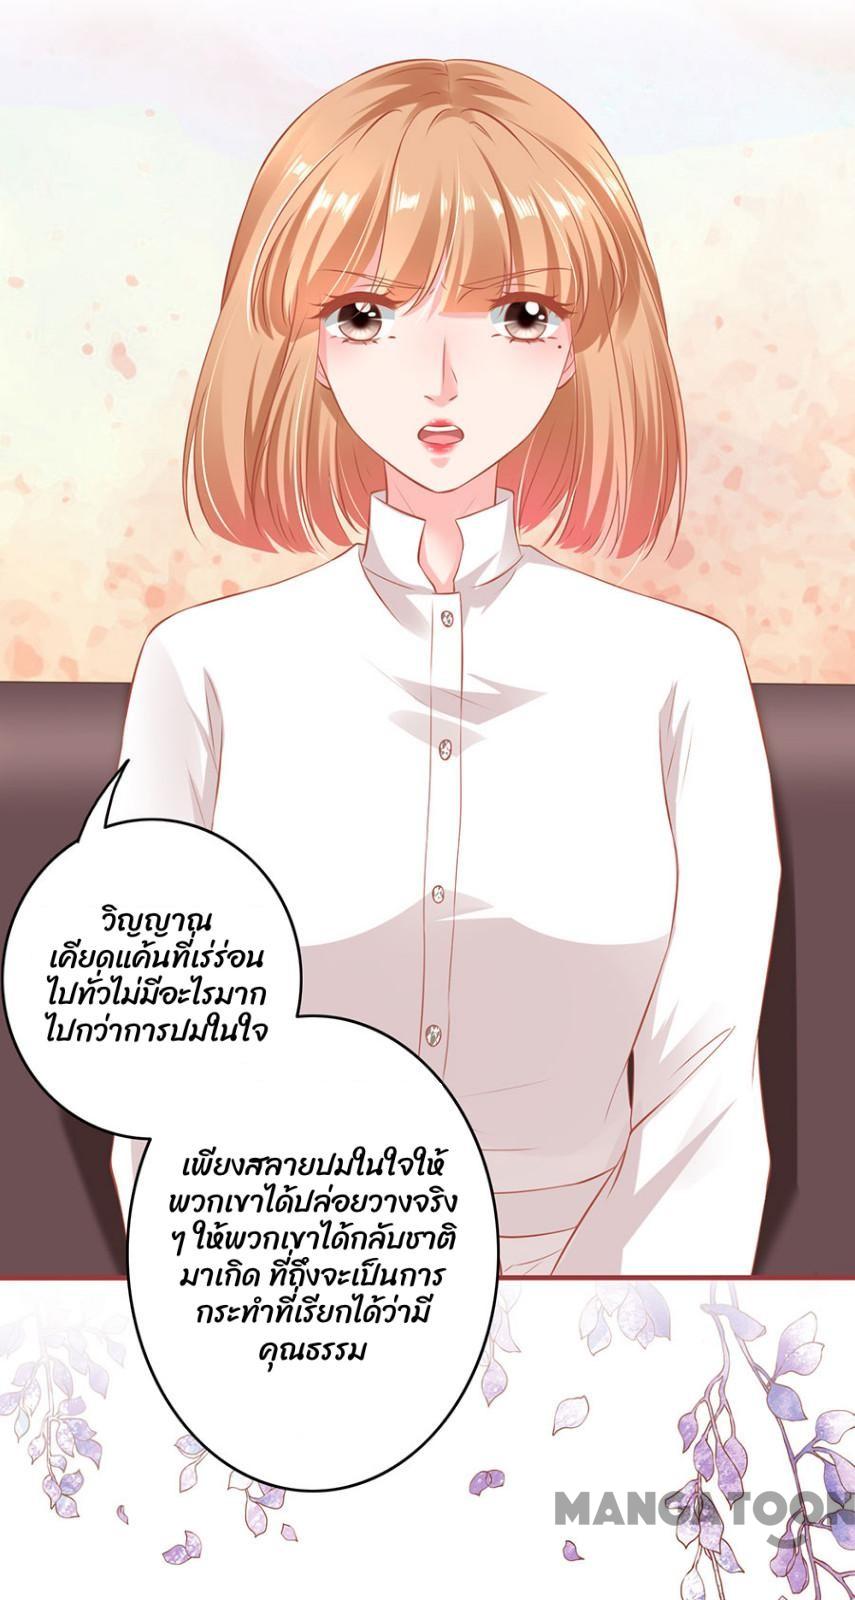 วิญญาณ
เคียดแค้นที่เร่ร่อน
ไปทั่วไม่มีอะไรมาก
ไปกว่าการปมในใจ
เพียงสลายปมในใจให้
พวกเขาได้ปล่อยวางจริง
ๆ ให้พวกเขาได้กลับชาติ
มาเกิด ที่ถึงจะเป็นการ
กระทำที่เรียกได้ว่ามี
คุณธรรม
MANGATOON